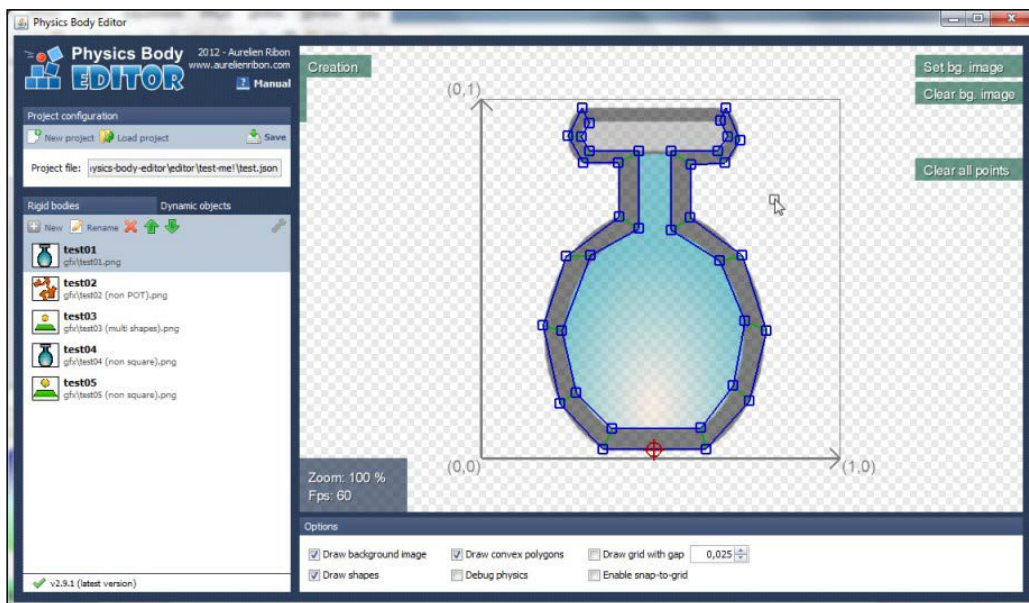 Physics Body Editor
Physics Body
EDITOR
2012 - Aurelien Ribon
www.aurelienribon.com
Manual
Project configuration
New project Load project Save
Project file: ıysics-body-editor\editor\test-me!\test.json
Rigid bodies Dynamic objects
New Rename
test01
gfx\test01.png
test02
gfx\test02 (non POT).png
test03
gfx\test03 (multi shapes).png
test04
gfx\test04 (non square).png
test05
gfx\test05 (non square).png
v2.9.1 (latest version)
Creation
Set bg. image
Clear bg. image
Clear all points
(0,1)
(0,0)
(1,0)
Zoom: 100 %
Fps: 60
Options
Draw background image Draw convex polygons Draw grid with gap 0,025
Draw shapes Debug physics Enable snap-to-grid